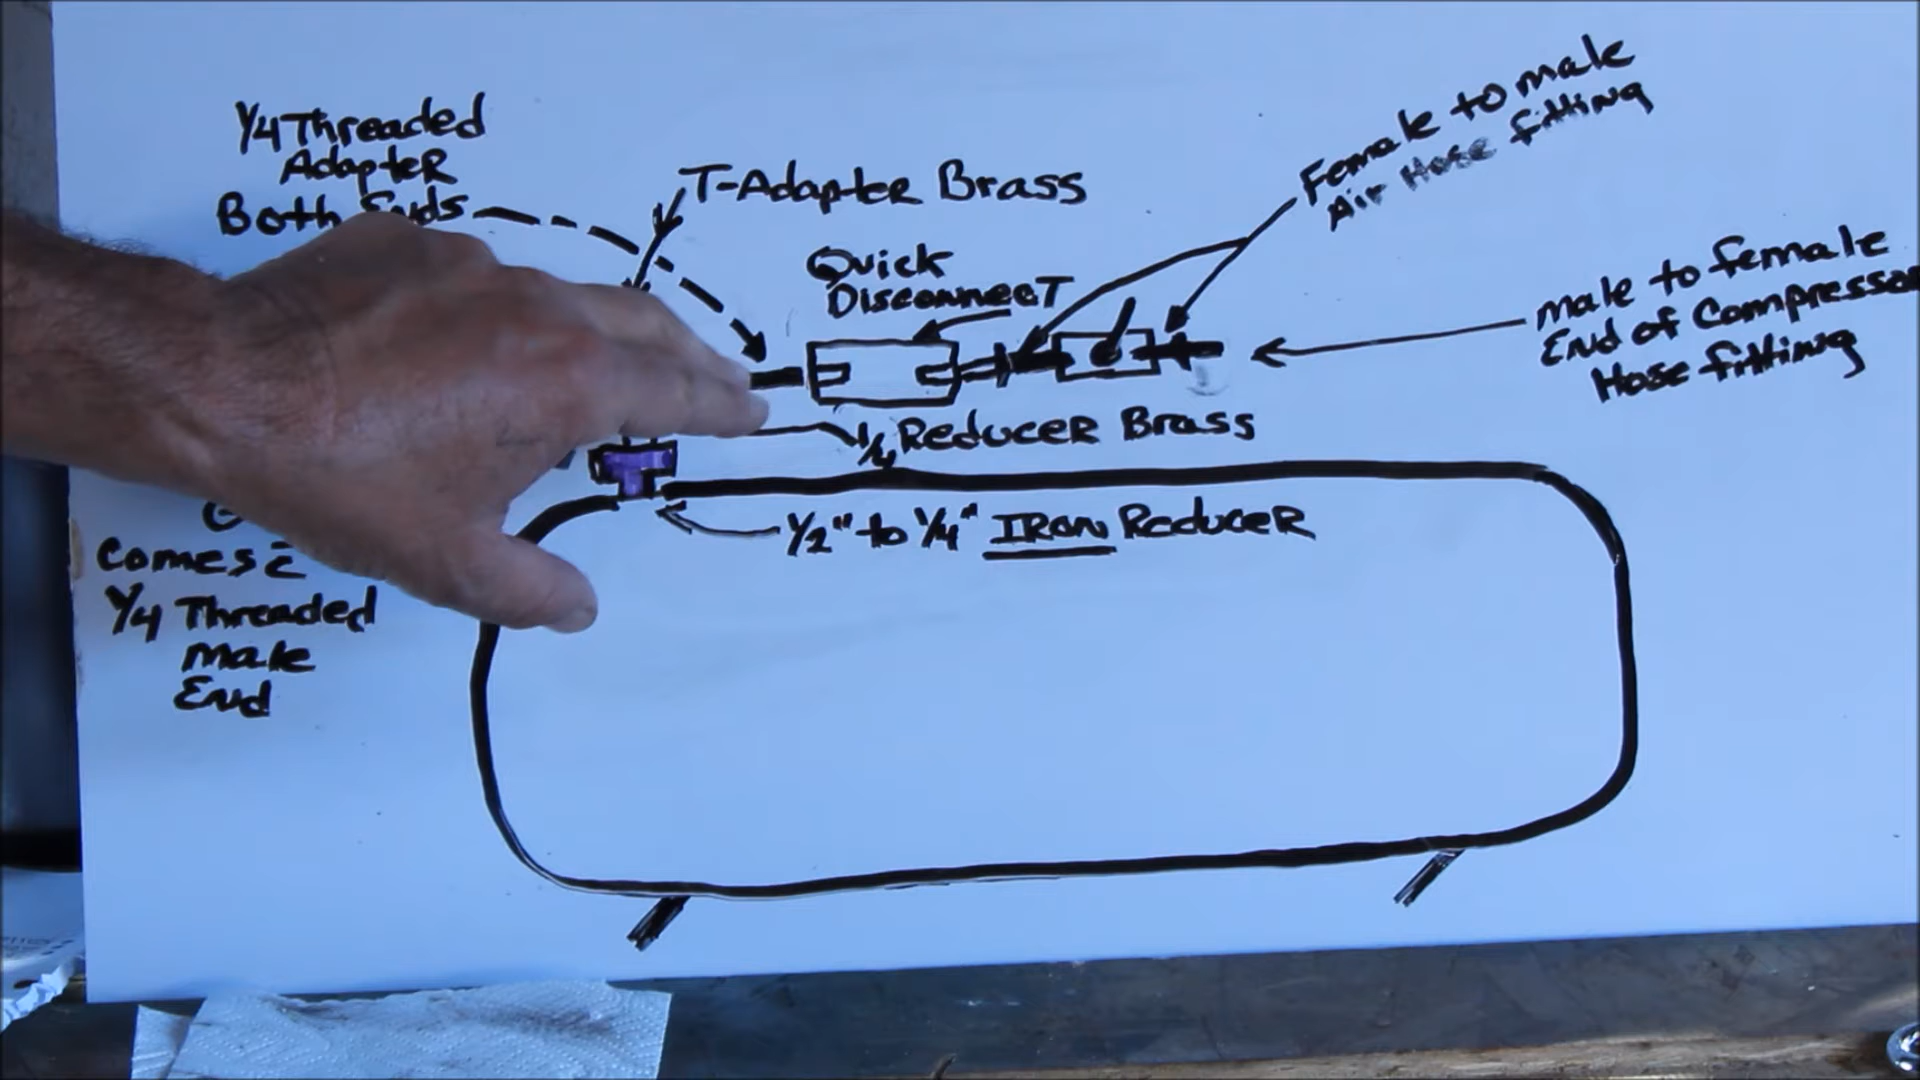 1/4 Threaded
Adapter
Both Ends
T-Adapter Brass
Quick
Disconnect
Female to male
Air Hose fitting
male to female
End of Compressor
Hose fitting
1/4 Reducer Brass
1/2" to 1/4" IRON Reducer
Comes c̄
1/4 Threaded
male
End